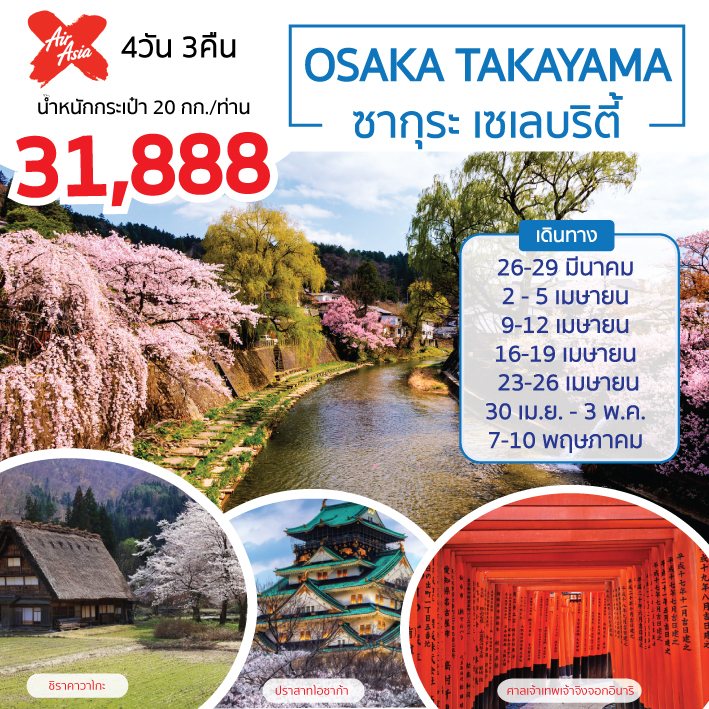 Air
Asia
4วัน 3คืน
น้ำหนักกระเป๋า 20 กก./ท่าน
31,888
OSAKA TAKAYAMA
ซากุระ เซเลบริตี้
เดินทาง
26-29 มีนาคม
2 - 5 เมษายน
9-12 เมษายน
16-19 เมษายน
23-26 เมษายน
30 เม.ย. - 3 พ.ค.
7-10 พฤษภาคม
ชิราคาวาโกะ
ปราสาทโอซาก้า
ศาลเจ้าเทพเจ้าจิงจอกอินาริ